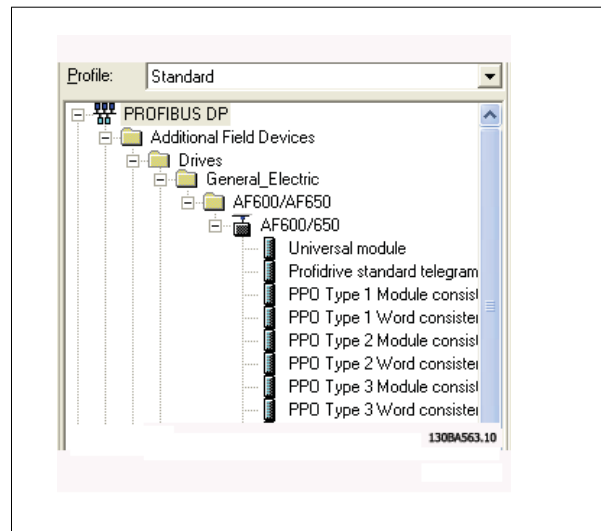 Profile: Standard
PROFIBUS DP
Additional Field Devices
Drives
General_Electric
AF600/AF650
AF600/650
Universal module
Profidrive standard telegram
PPO Type 1 Module consist
PPO Type 1 Word consister
PPO Type 2 Module consist
PPO Type 2 Word consister
PPO Type 3 Module consist
PPO Type 3 Word consister
130BA563.10